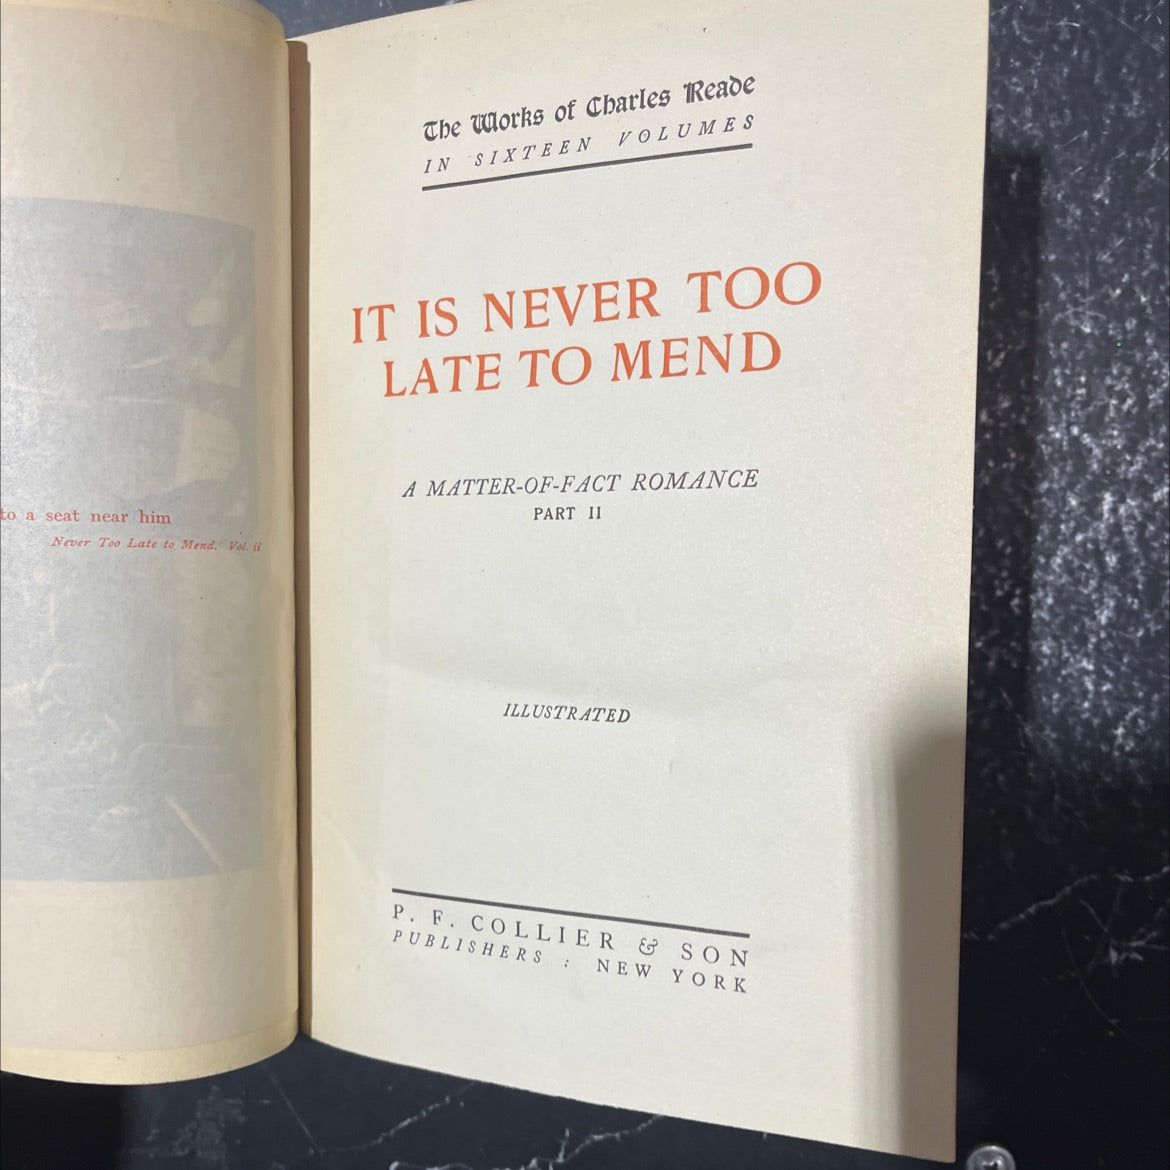 to a seat near him
Never Too Late to Mend. Vol. ii
The Works of Charles Reade
IN SIXTEEN VOLUMES
IT IS NEVER TOO
LATE TO MEND
A MATTER-OF-FACT ROMANCE
PART II
ILLUSTRATED
P. F. COLLIER & SON
PUBLISHERS : NEW YORK